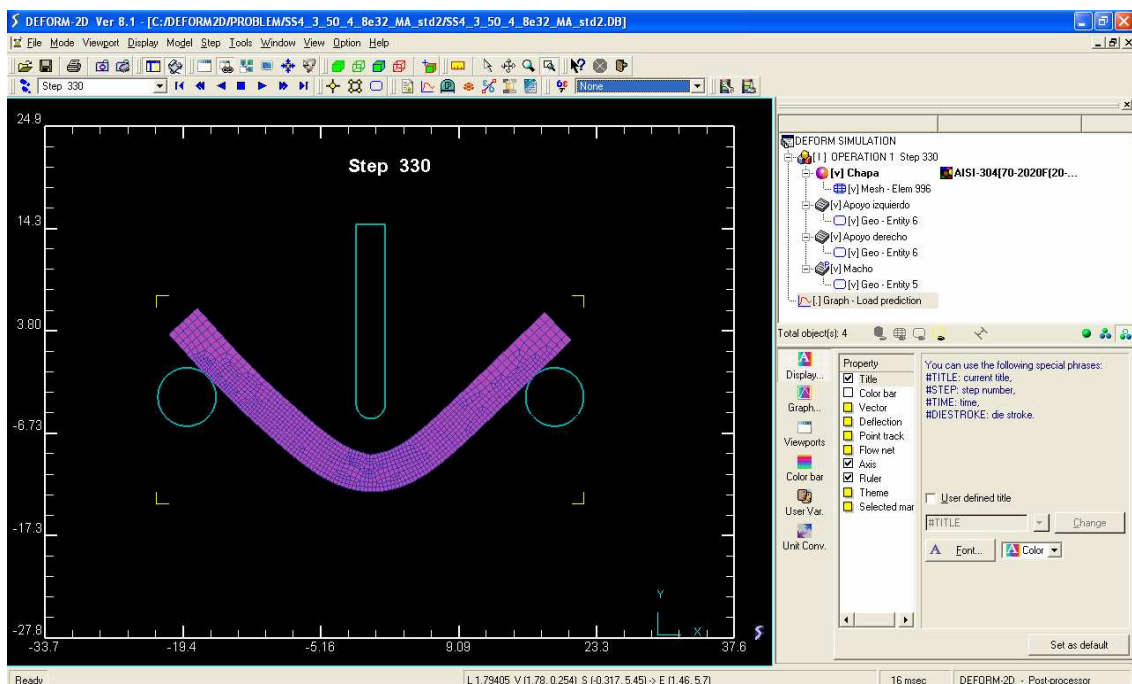 DEFORM-2D Ver 8.1 - [C:/DEFORM2D/PROBLEM/SS4_3_50_4_8e32_MA_std2/SS4_3_50_4_8e32_MA_std2.DB]
File Mode Viewport Display Model Step Tools Window View Option Help
Step 330
None
24.9
14.3
3.80
-6.73
-17.3
-27.8
Step 330
Y
X
-33.7 -19.4 -5.16 9.09 23.3 37.6
DEFORM SIMULATION
[1] OPERATION 1 Step 330
[v] Chapa AISI-304[70-2020F(20-...
[v] Mesh - Elem 996
[v] Apoyo izquierdo
[v] Geo - Entity 6
[v] Apoyo derecho
[v] Geo - Entity 6
[v] Macho
[v] Geo - Entity 5
[.] Graph - Load prediction
Total object(s): 4
Display...
Graph...
Viewports
Color bar
User Var.
Unit Conv.
Property
Title
Color bar
Vector
Deflection
Point track
Flow net
Axis
Ruler
Theme
Selected mar
You can use the following special phrases:
#TITLE: current title,
#STEP: step number,
#TIME: time,
#DIESTROKE: die stroke.
User defined title
#TITLE Change
A Font... A Color
Set as default
Ready L 1.79405 V (1.78, 0.254) S (-0.317, 5.45) -> E (1.46, 5.7) 16 msec DEFORM-2D - Post-processor